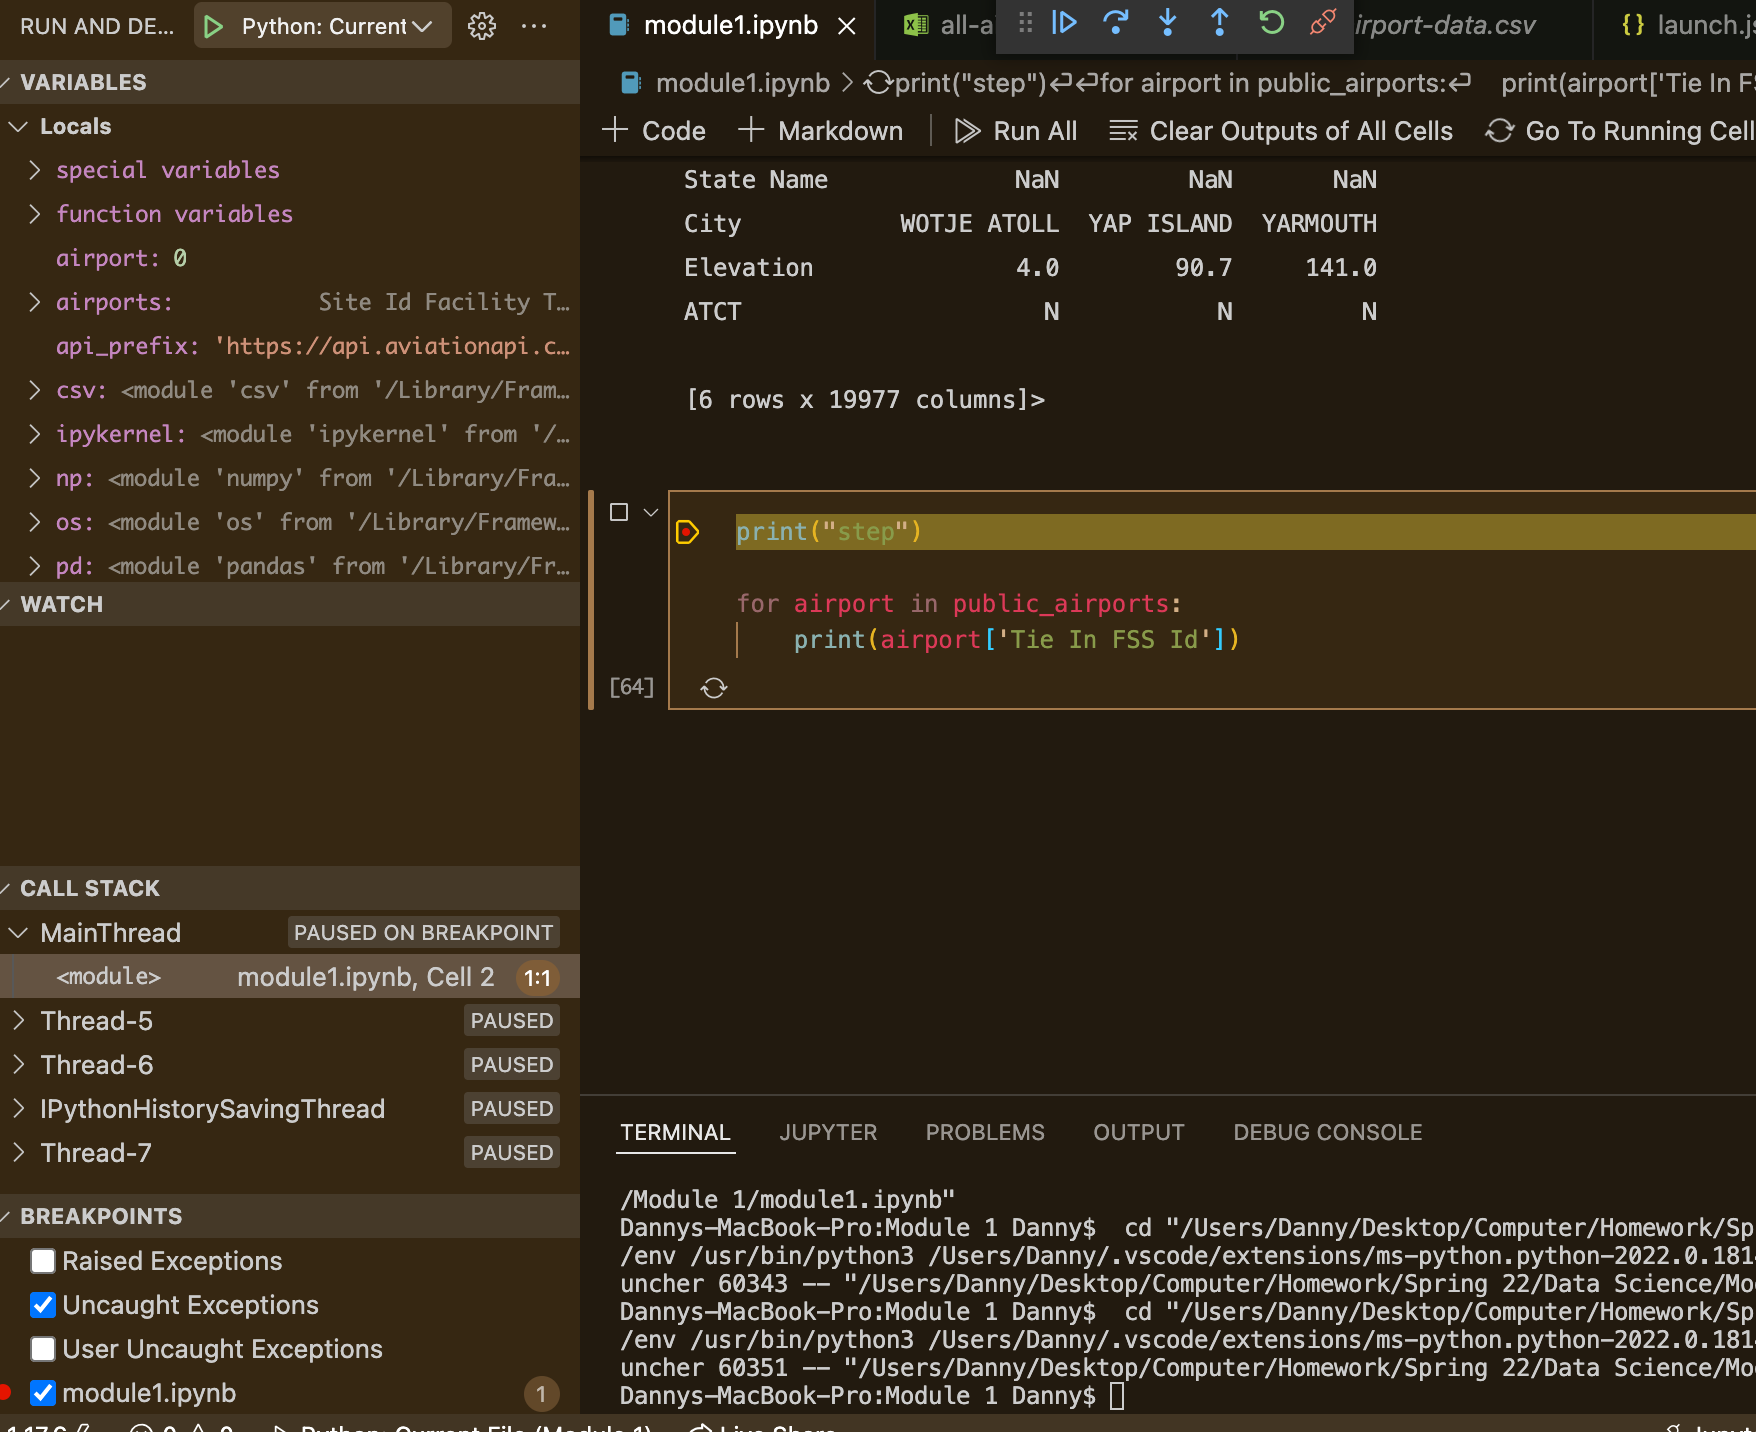 RUN AND DE... Python: Current
VARIABLES
Locals
special variables
function variables
airport: 0
airports: Site Id Facility T…
api_prefix: 'https://api.aviationapi.c…
csv: <module 'csv' from '/Library/Fram…
ipykernel: <module 'ipykernel' from '/…
np: <module 'numpy' from '/Library/Fra…
os: <module 'os' from '/Library/Framew…
pd: <module 'pandas' from '/Library/Fr…
WATCH
CALL STACK
MainThread PAUSED ON BREAKPOINT
<module> module1.ipynb, Cell 2 1:1
Thread-5 PAUSED
Thread-6 PAUSED
IPythonHistorySavingThread PAUSED
Thread-7 PAUSED
BREAKPOINTS
Raised Exceptions
Uncaught Exceptions
User Uncaught Exceptions
module1.ipynb 1
module1.ipynb all-a irport-data.csv {} launch.js
module1.ipynb > print("step")↵↵for airport in public_airports:↵ print(airport['Tie In FS
+ Code + Markdown Run All Clear Outputs of All Cells Go To Running Cell
State Name NaN NaN NaN
City WOTJE ATOLL YAP ISLAND YARMOUTH
Elevation 4.0 90.7 141.0
ATCT N N N
[6 rows x 19977 columns]>
print("step")
for airport in public_airports:
print(airport['Tie In FSS Id'])
[64]
TERMINAL JUPYTER PROBLEMS OUTPUT DEBUG CONSOLE
/Module 1/module1.ipynb"
Dannys-MacBook-Pro:Module 1 Danny$ cd "/Users/Danny/Desktop/Computer/Homework/Sp
/env /usr/bin/python3 /Users/Danny/.vscode/extensions/ms-python.python-2022.0.181
uncher 60343 -- "/Users/Danny/Desktop/Computer/Homework/Spring 22/Data Science/Mo
Dannys-MacBook-Pro:Module 1 Danny$ cd "/Users/Danny/Desktop/Computer/Homework/Sp
/env /usr/bin/python3 /Users/Danny/.vscode/extensions/ms-python.python-2022.0.181
uncher 60351 -- "/Users/Danny/Desktop/Computer/Homework/Spring 22/Data Science/Mo
Dannys-MacBook-Pro:Module 1 Danny$
Python: Current File (Module 1) Live Share